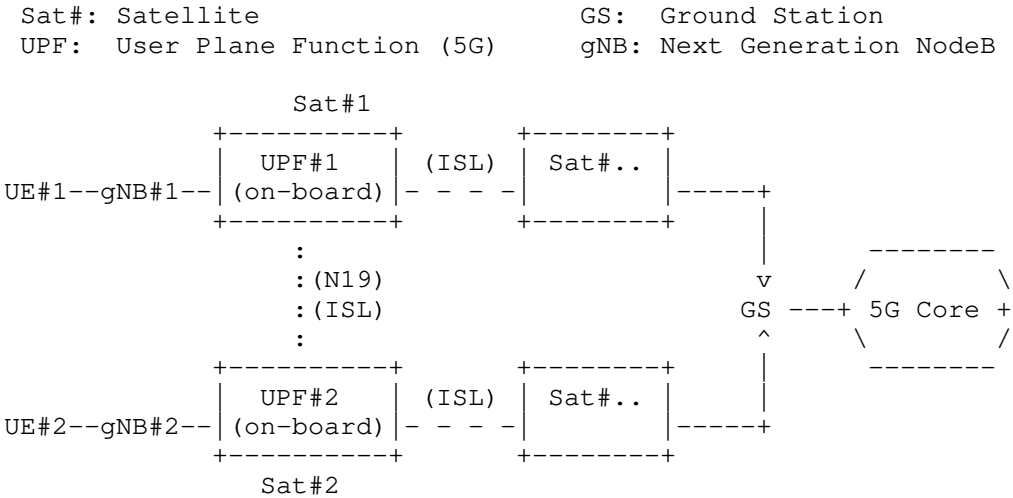 Sat#: Satellite                       GS:  Ground Station
UPF:  User Plane Function (5G)        gNB: Next Generation NodeB
Sat#1
UPF#1 (ISL) Sat#..
UE#1--gNB#1--|(on-board)|- - - -| |-----+
:
:(N19) v
:(ISL) GS ---+ 5G Core +
: ^
UPF#2 (ISL) Sat#..
UE#2--gNB#2--|(on-board)|- - - -| |-----+
Sat#2